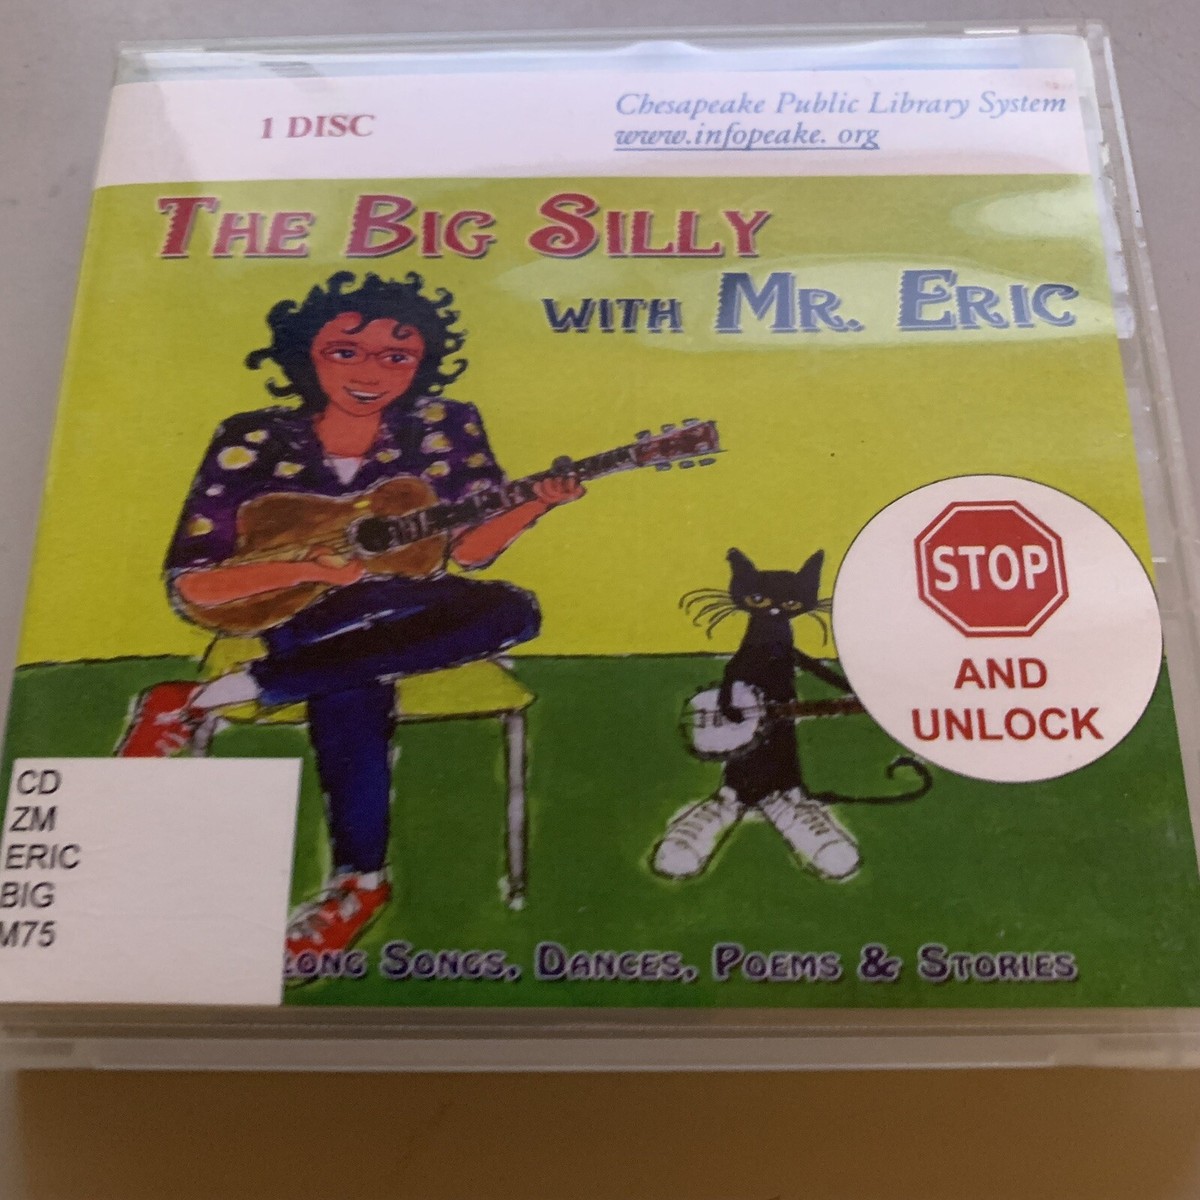 1 DISC
Chesapeake Public Library System
www.infopeake. org
THE BIG SILLY
WITH MR. ERIC
STOP
AND
UNLOCK
CD
ZM
ERIC
BIG
M75
SONGS, DANCES, POEMS & STORIES